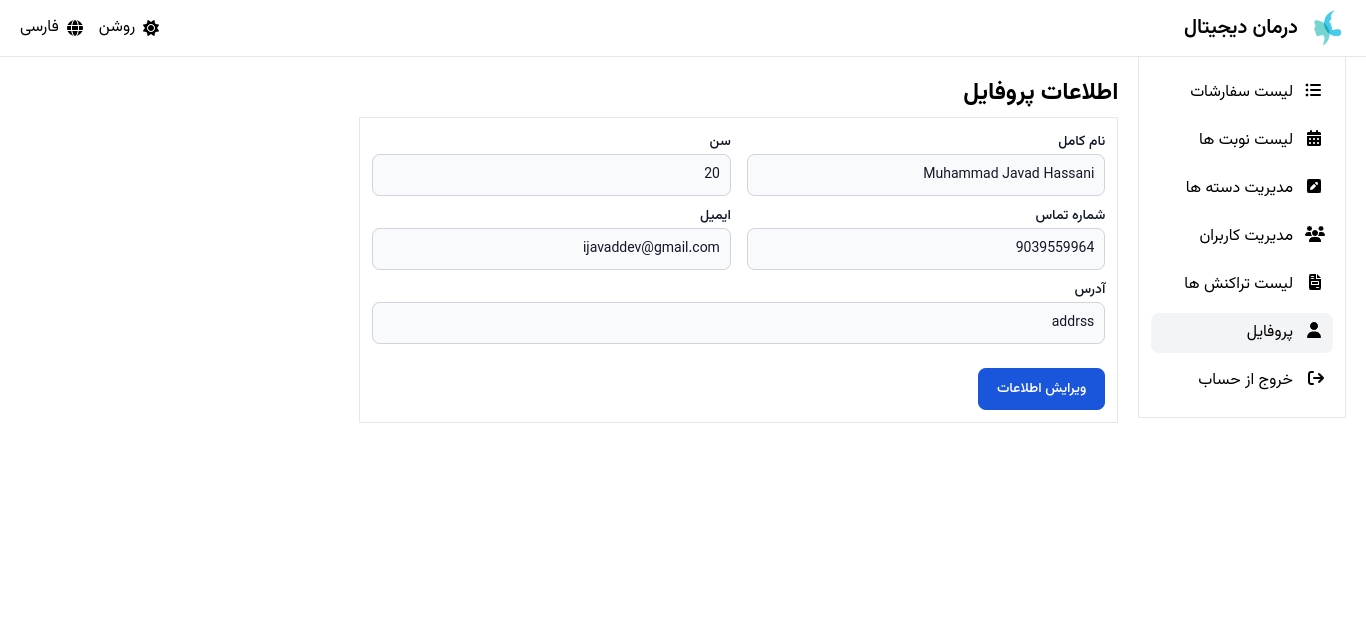 درمان دیجیتال
روشن
فارسی
لیست سفارشات
لیست نوبت ها
مدیریت دسته ها
مدیریت کاربران
لیست تراکنش ها
پروفایل
خروج از حساب
اطلاعات پروفایل
نام کامل
Muhammad Javad Hassani
سن
20
شماره تماس
9039559964
ایمیل
ijavaddev@gmail.com
آدرس
addrss
ویرایش اطلاعات